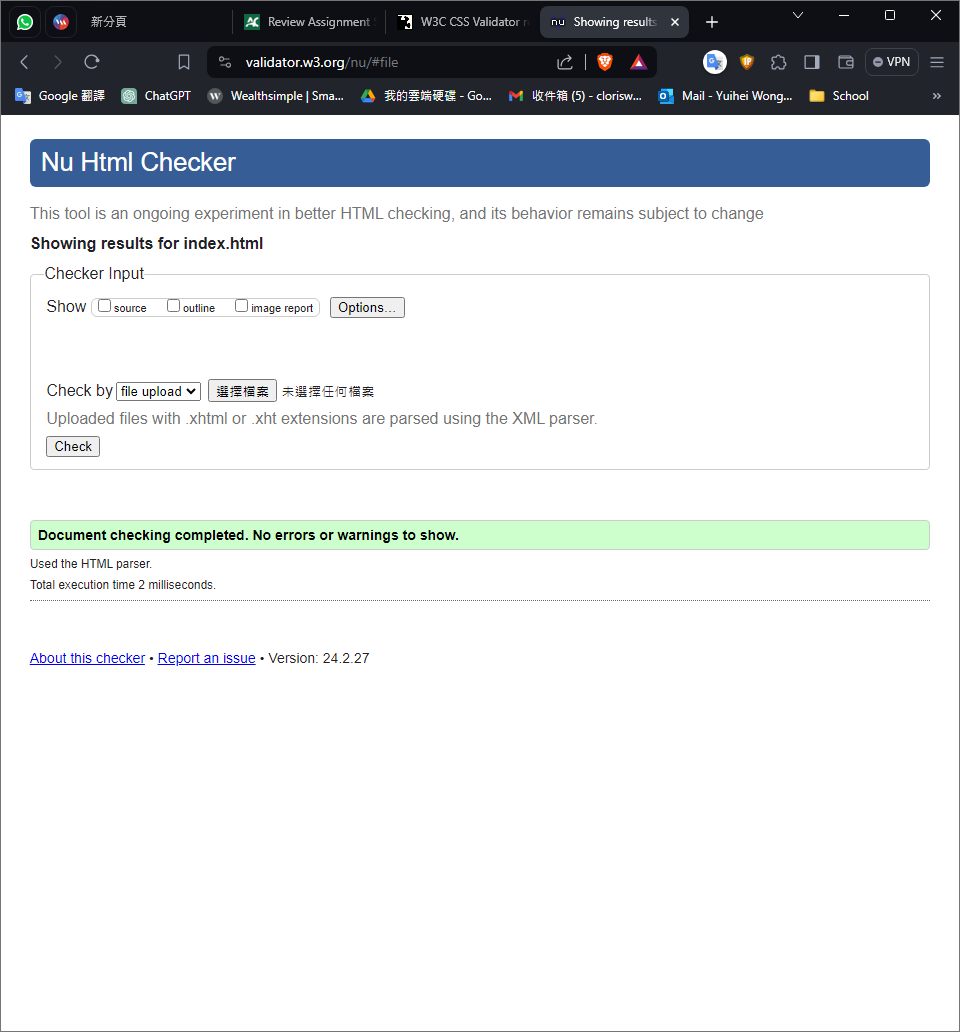 新分頁
Review Assignment
W3C CSS Validator
nu Showing results
validator.w3.org/nu/#file
VPN
Google 翻譯
ChatGPT
Wealthsimple | Sma...
我的雲端硬碟 - Go...
收件箱 (5) - clorisw...
Mail - Yuihei Wong...
School
Nu Html Checker
This tool is an ongoing experiment in better HTML checking, and its behavior remains subject to change
Showing results for index.html
Checker Input
Show source outline image report Options...
Check by file upload 選擇檔案 未選擇任何檔案
Uploaded files with .xhtml or .xht extensions are parsed using the XML parser.
Check
Document checking completed. No errors or warnings to show.
Used the HTML parser.
Total execution time 2 milliseconds.
About this checker • Report an issue • Version: 24.2.27